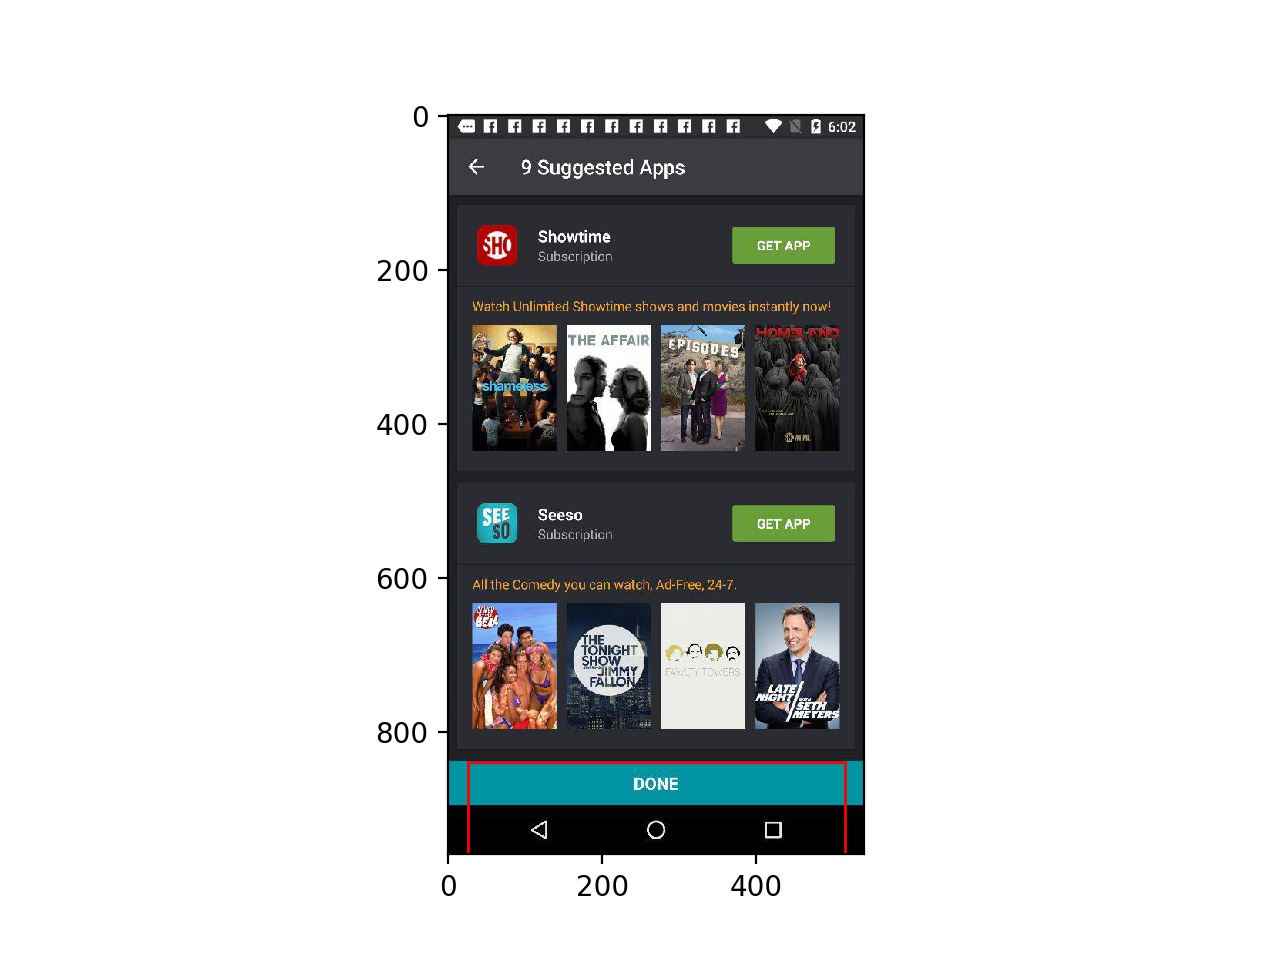 0
200
400
600
800
6:02
9 Suggested Apps
SHO
Showtime
Subscription
GET APP
Watch Unlimited Showtime shows and movies instantly now!
shameless
THE AFFAIR
EPISODES
HOMELAND
SEE
SO
Seeso
Subscription
GET APP
All the Comedy you can watch, Ad-Free, 24-7.
BELL
THE
TONIGHT
SHOW
JIMMY
FALLON
FAWLTY TOWERS
LATE
NIGHT
SETH
MEYERS
DONE
0 200 400